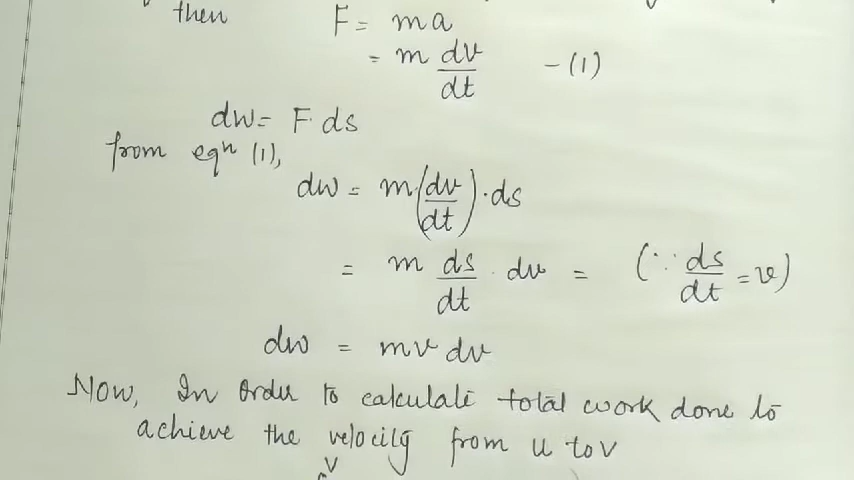 then F = ma
= m dv/dt - (1)
dw = F. ds
from eqⁿ (1),
dw = m.(dv/dt).ds
= m ds/dt . dv = (∵ ds/dt = v)
dw = mv dv
Now, In order to calculate total work done to
achieve the velocity from u to v
v